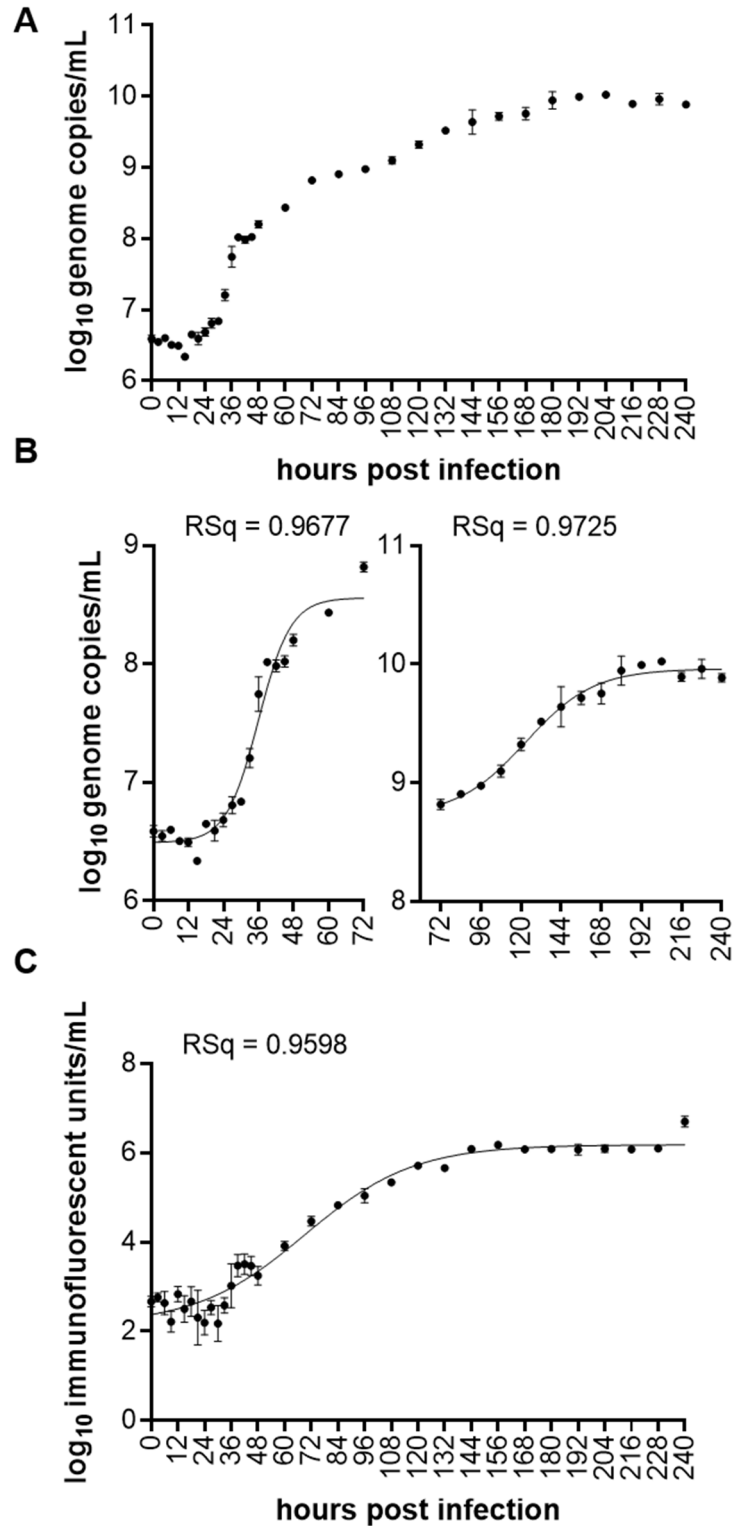 A
log10 genome copies/mL
11
10
9
8
7
6
0 12 24 36 48 60 72 84 96 108 120 132 144 156 168 180 192 204 216 228 240
hours post infection
B
RSq = 0.9677
RSq = 0.9725
log10 genome copies/mL
9
8
7
6
0 12 24 36 48 60 72
11
10
9
8
72 96 120 144 168 192 216 240
C
RSq = 0.9598
log10 immunofluorescent units/mL
8
6
4
2
0
0 12 24 36 48 60 72 84 96 108 120 132 144 156 168 180 192 204 216 228 240
hours post infection